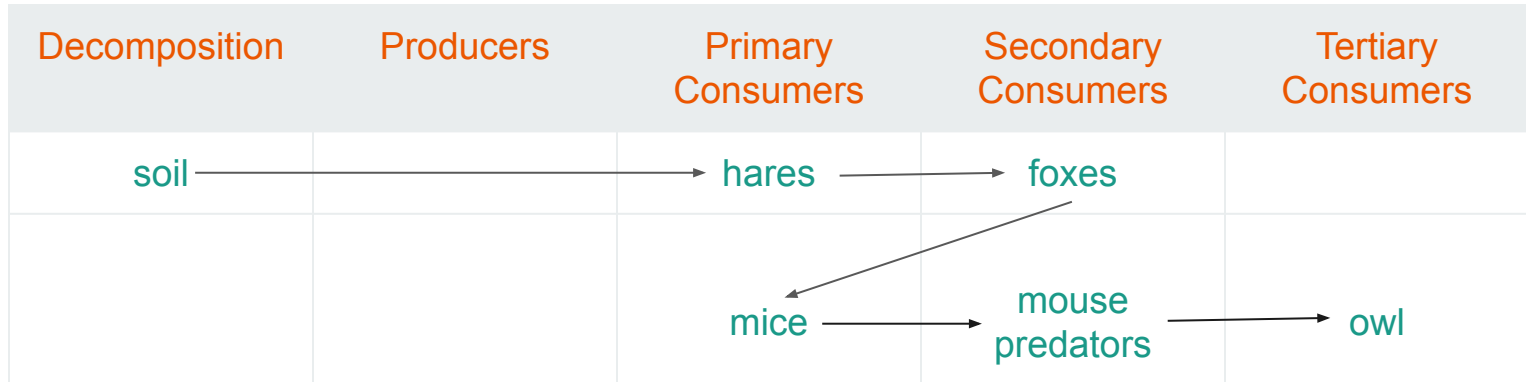 Decomposition Producers Primary Consumers Secondary Consumers Tertiary Consumers
soil hares foxes
mice mouse predators owl